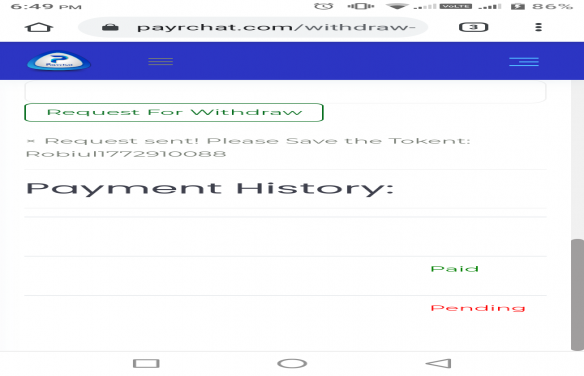 6:49 PM
VoLTE
86%
payrchat.com/withdraw-
3
Payrchat
Request For Withdraw
* Request sent! Please Save the Tokent:
Robiul1772910088
Payment History:
Paid
Pending